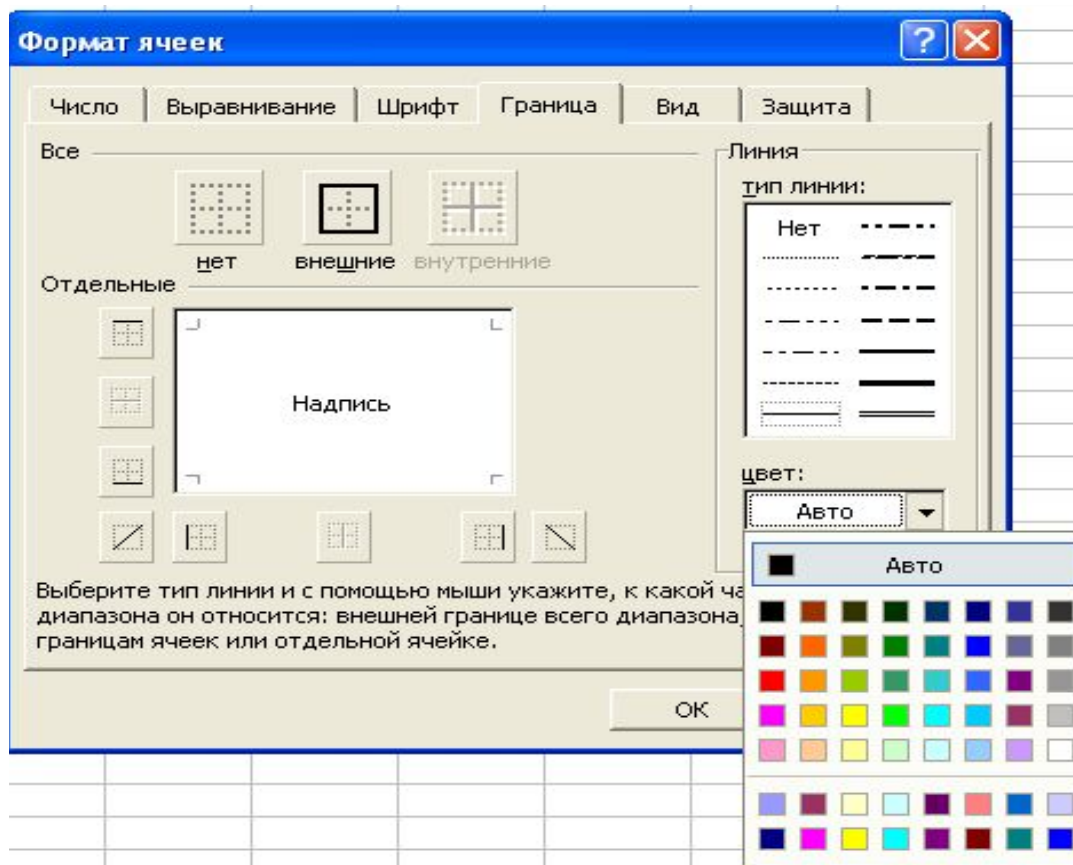 Формат ячеек
Число Выравнивание Шрифт Граница Вид Защита
Все
нет внешние внутренние
Отдельные
Надпись
Линия
тип линии:
Нет
цвет:
Авто
Авто
Выберите тип линии и с помощью мыши укажите, к какой
диапазона он относится: внешней границе всего диапазона,
границам ячеек или отдельной ячейке.
ОК